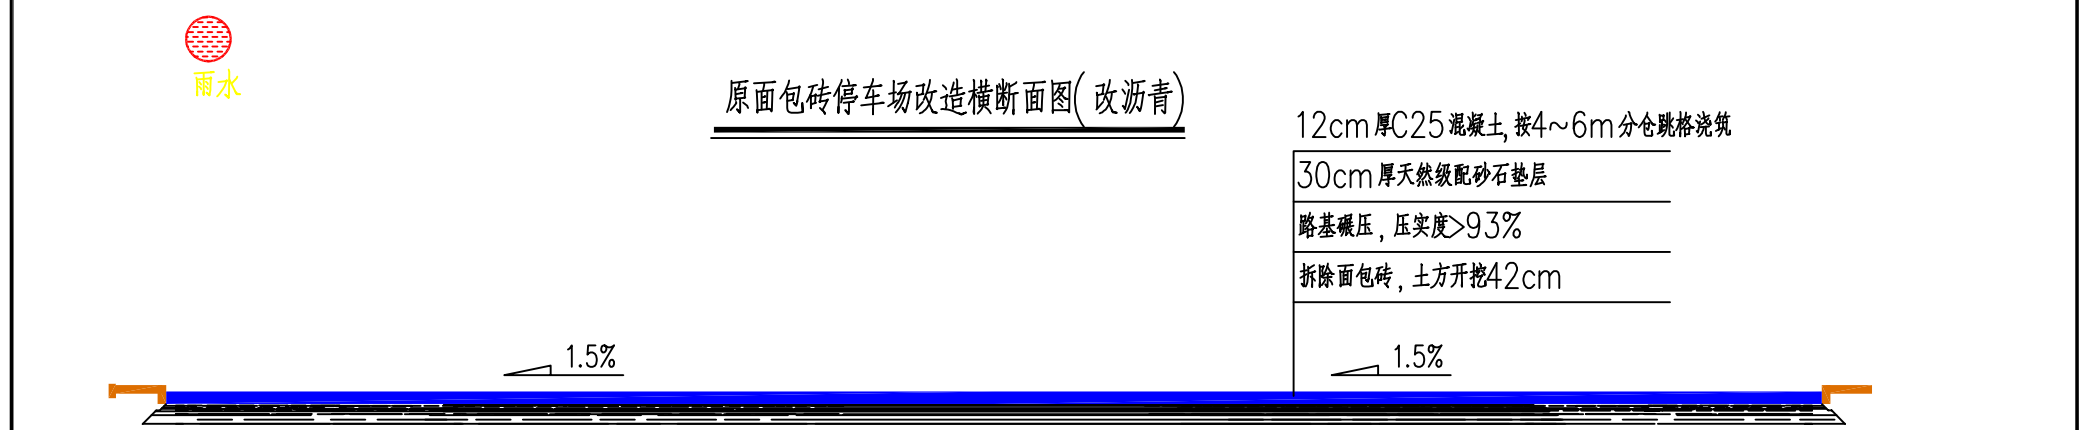 雨水
原面包砖停车场改造横断面图(改沥青)
12cm厚C25混凝土,按4~6m分仓跳格浇筑
30cm厚天然级配砂石垫层
路基碾压,压实度>93%
拆除面包砖,土方开挖42cm
1.5%
1.5%